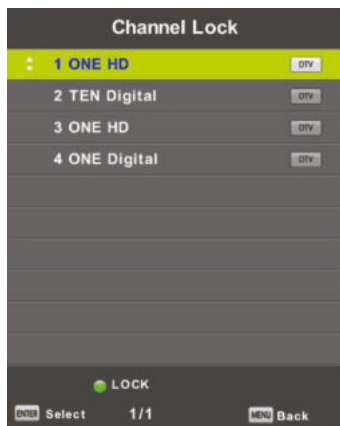 Channel Lock
1 ONE HD DTV
2 TEN Digital DTV
3 ONE HD DTV
4 ONE Digital DTV
LOCK
ENTER Select 1/1 MENU Back